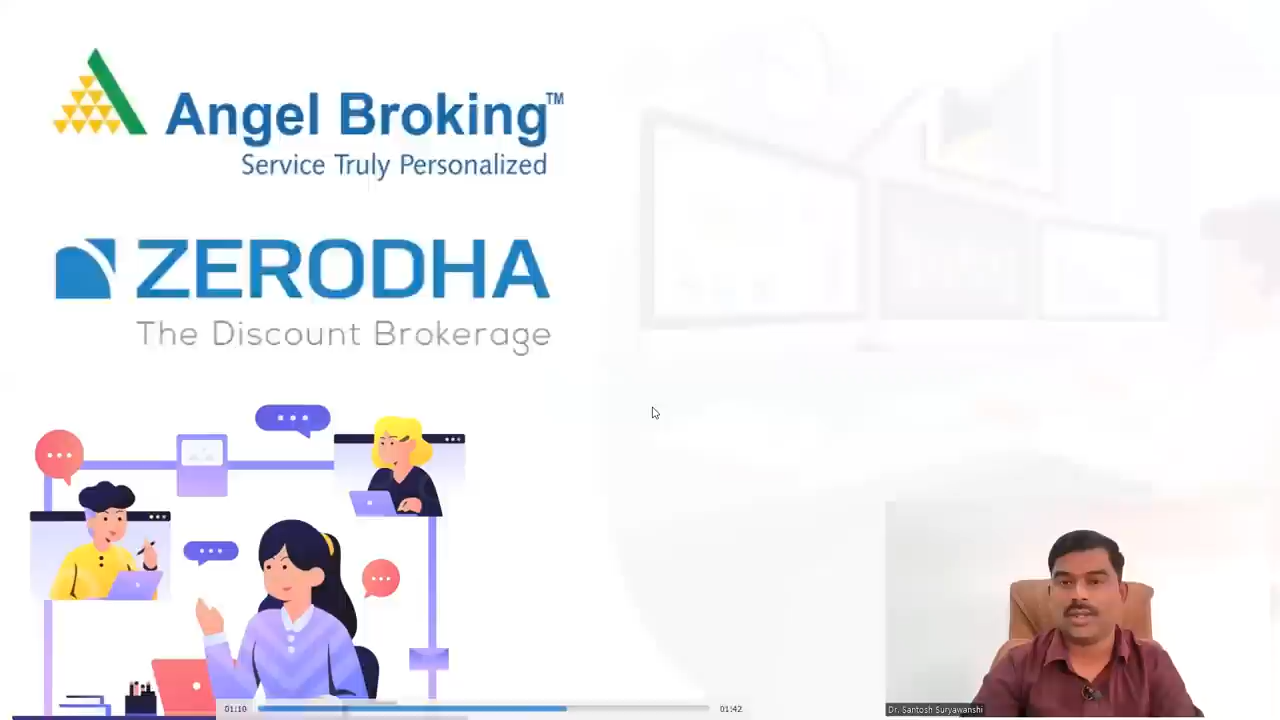 Angel Broking™
Service Truly Personalized
ZERODHA
The Discount Brokerage
01:10
01:42
Dr. Santosh Suryawanshi